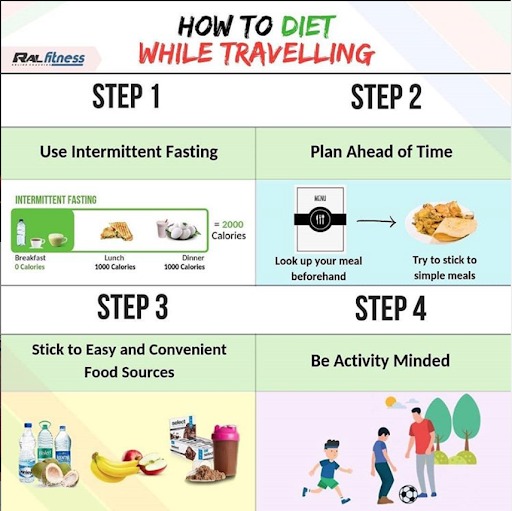 HOW TO DIET
WHILE TRAVELLING
RAL fitness
STEP 1
STEP 2
Use Intermittent Fasting
Plan Ahead of Time
INTERMITTENT FASTING
= 2000
Calories
Breakfast
0 Calories
Lunch
1000 Calories
Dinner
1000 Calories
MENU
Look up your meal
beforehand
Try to stick to
simple meals
STEP 3
STEP 4
Stick to Easy and Convenient
Food Sources
Be Activity Minded
select